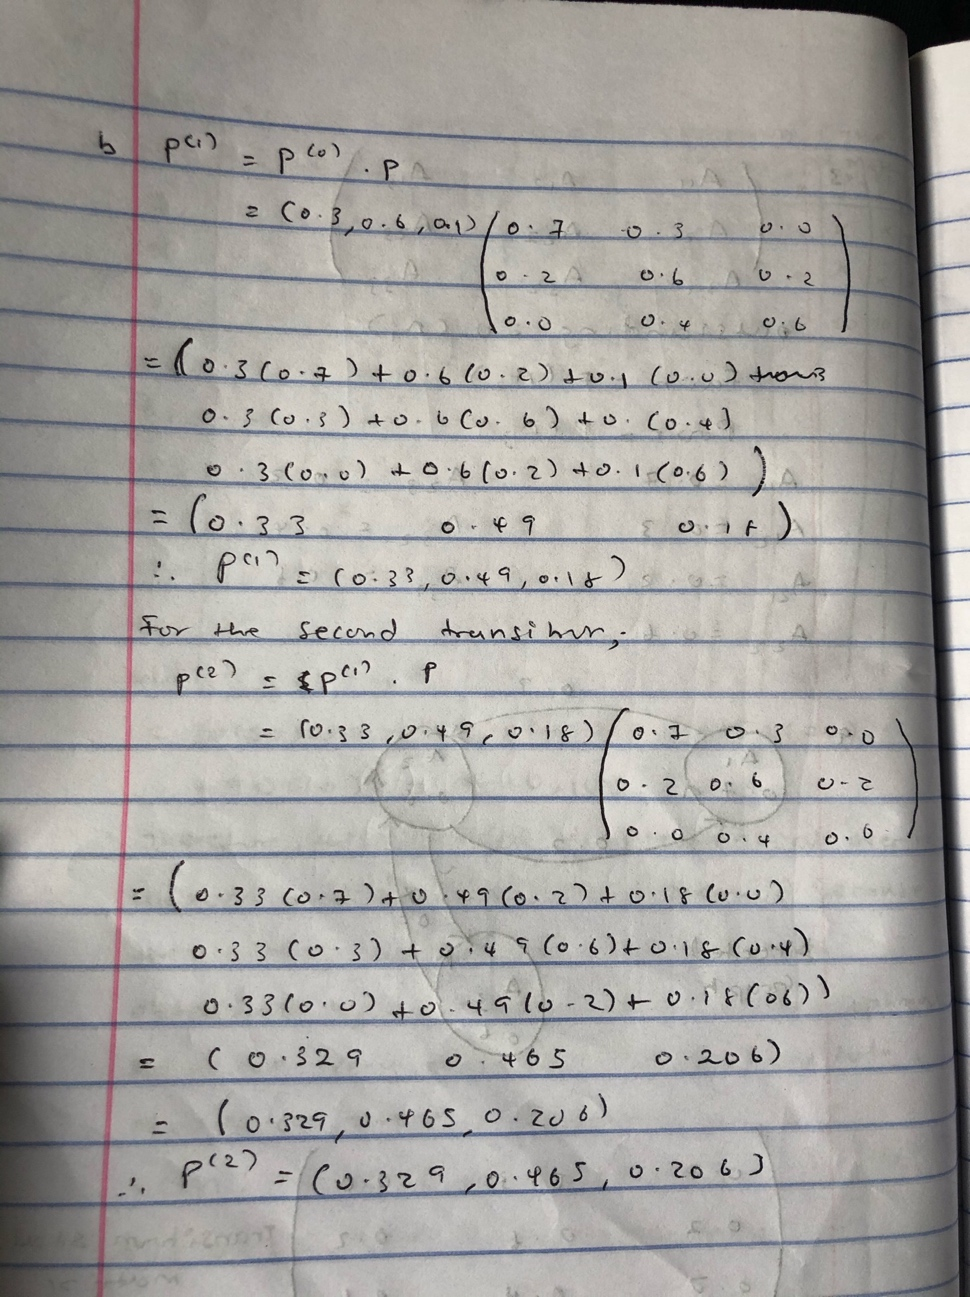 b P(1) = P(0) . P
= (0.3, 0.6, 0.1) (0.7 0.3 0.0
0.2 0.6 0.2
0.0 0.4 0.6)
= (0.3(0.7) + 0.6(0.2) + 0.1(0.0)
0.3(0.3) + 0.6(0.6) + 0.(0.4)
0.3(0.0) + 0.6(0.2) + 0.1(0.6))
= (0.33 0.49 0.18)
∴ P(1) = (0.33, 0.49, 0.18)
For the second transition,
P(2) = P(1) . P
= (0.33, 0.49, 0.18) (0.7 0.3 0.0
0.2 0.6 0.2
0.0 0.4 0.6)
= (0.33(0.7) + 0.49(0.2) + 0.18(0.0)
0.33(0.3) + 0.49(0.6) + 0.18(0.4)
0.33(0.0) + 0.49(0.2) + 0.18(06))
= (0.329 0.465 0.206)
= (0.329, 0.465, 0.206)
∴ P(2) = (0.329, 0.465, 0.206)